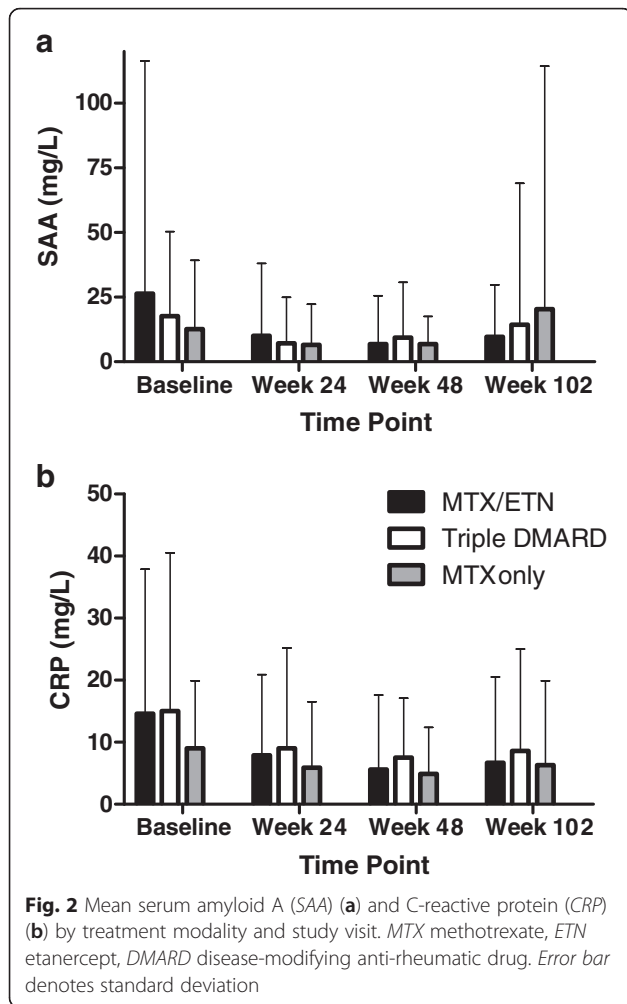 a
100
75
50
25
0
SAA (mg/L)
Baseline Week 24 Week 48 Week 102
Time Point
b
50
40
30
20
10
0
CRP (mg/L)
MTX/ETN
Triple DMARD
MTX only
Baseline Week 24 Week 48 Week 102
Time Point
Fig. 2 Mean serum amyloid A (SAA) (a) and C-reactive protein (CRP)
(b) by treatment modality and study visit. MTX methotrexate, ETN
etanercept, DMARD disease-modifying anti-rheumatic drug. Error bar
denotes standard deviation